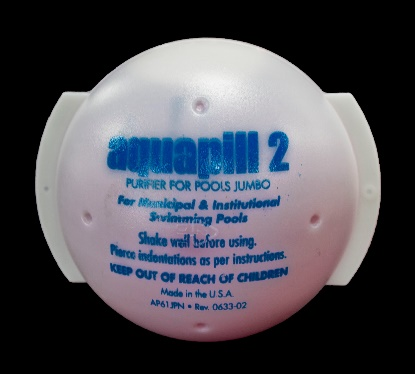 aquapill 2
PURIFIER FOR POOLS JUMBO
For Municipal & Institutional
Swimming Pools
Shake well before using.
Pierce indentations as per instructions.
KEEP OUT OF REACH OF CHILDREN
Made in the U.S.A.
AP61JPN • Rev. 0633-02